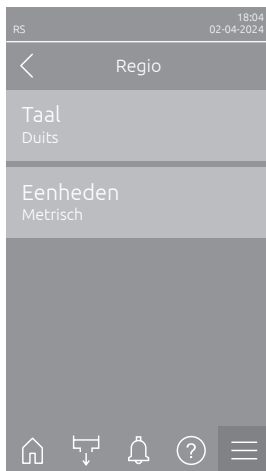 18:04
RS 02-04-2024
Regio
Taal
Duits
Eenheden
Metrisch
?